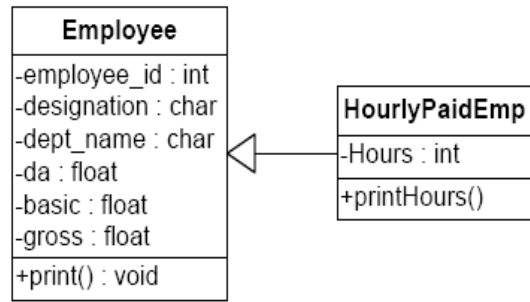 Employee
-employee_id : int
-designation : char
-dept_name : char
-da : float
-basic : float
-gross : float
+print() : void
HourlyPaidEmp
-Hours : int
+printHours()